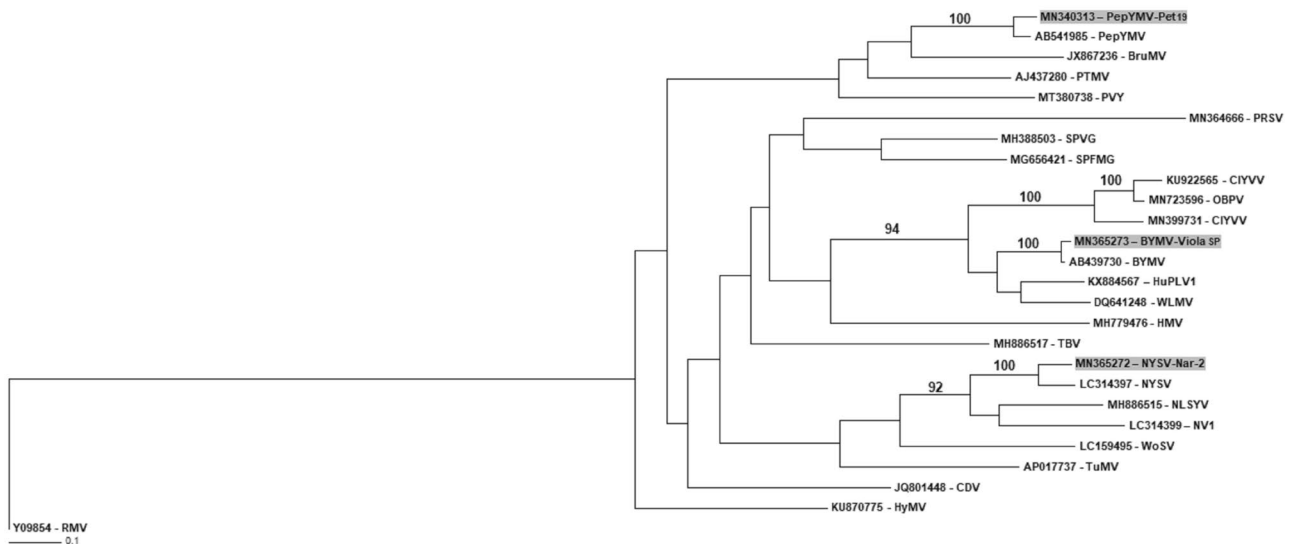 100
MN340313 – PepYMV-Pet19
AB541985 - PepYMV
JX867236 - BruMV
AJ437280 - PTMV
MT380738 - PVY
MN364666 - PRSV
MH388503 - SPVG
MG656421 - SPFMG
100
KU922565 - ClYVV
100
MN723596 - OBPV
MN399731 - ClYVV
94
100
MN365273 – BYMV-Viola SP
AB439730 - BYMV
KX884567 – HuPLV1
DQ641248 - WLMV
MH779476 - HMV
MH886517 - TBV
100
MN365272 – NYSV-Nar-2
92
LC314397 - NYSV
MH886515 - NLSYV
LC314399 – NV1
LC159495 - WoSV
AP017737 - TuMV
JQ801448 - CDV
KU870775 - HyMV
Y09854 - RMV
0.1